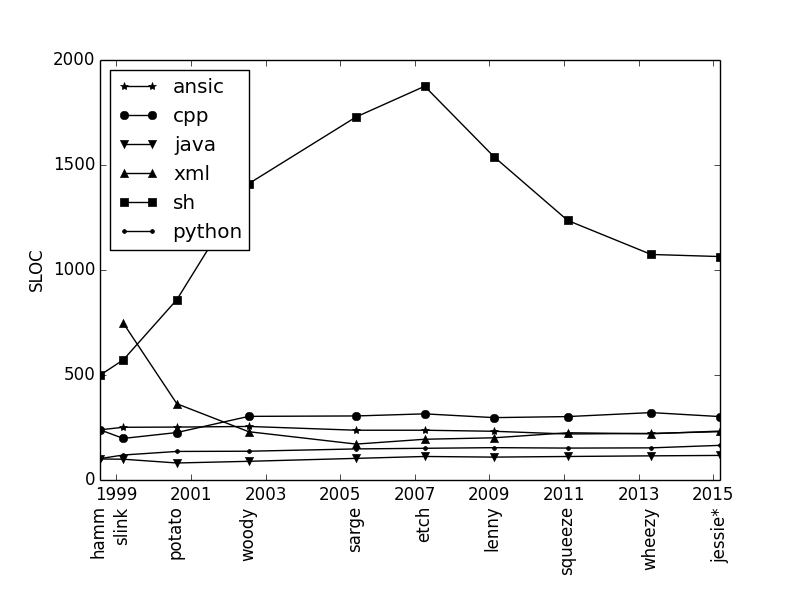 2000
1500
1000
500
0
SLOC
ansic
cpp
java
xml
sh
python
1999
2001
2003
2005
2007
2009
2011
2013
2015
hamm
slink
potato
woody
sarge
etch
lenny
squeeze
wheezy
jessie*